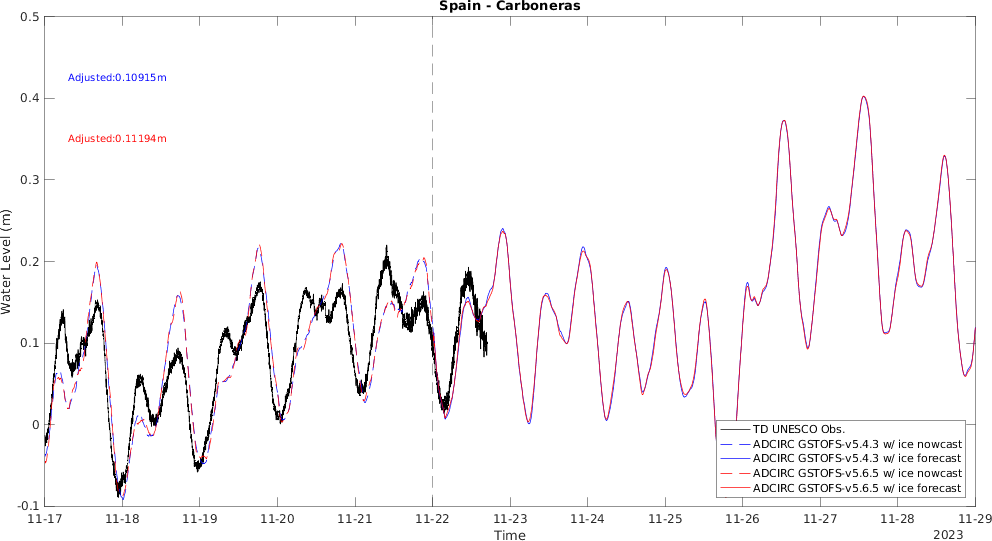 Spain - Carboneras
0.5
0.4
0.3
0.2
0.1
0
-0.1
Water Level (m)
Adjusted:0.10915m
Adjusted:0.11194m
TD UNESCO Obs.
ADCIRC GSTOFS-v5.4.3 w/ ice nowcast
ADCIRC GSTOFS-v5.4.3 w/ ice forecast
ADCIRC GSTOFS-v5.6.5 w/ ice nowcast
ADCIRC GSTOFS-v5.6.5 w/ ice forecast
11-17 11-18 11-19 11-20 11-21 11-22 11-23 11-24 11-25 11-26 11-27 11-28 11-29
Time
2023